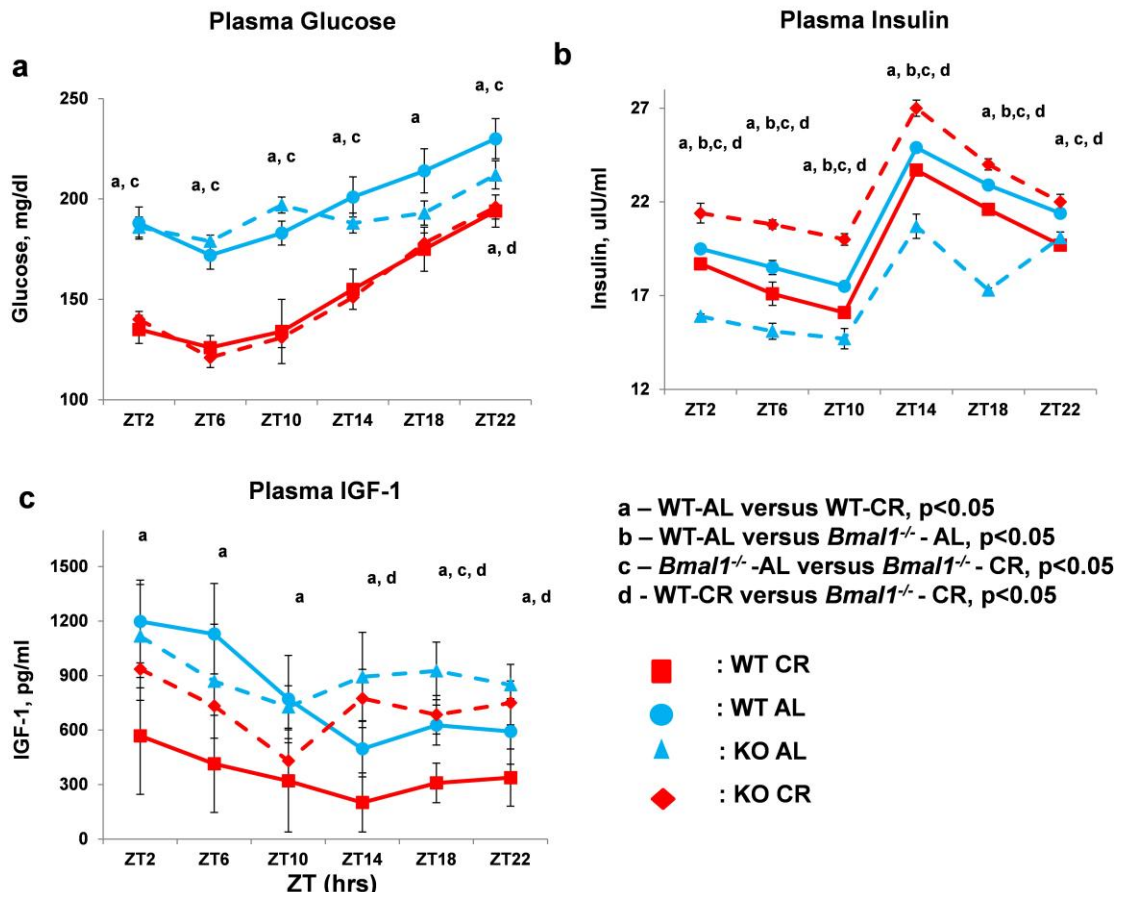 Plasma Glucose
a
Glucose, mg/dl
250
200
150
100
a, c
a, c
a, c
a, c
a
a, c
a, d
ZT2 ZT6 ZT10 ZT14 ZT18 ZT22
Plasma Insulin
b
Insulin, uIU/ml
27
22
17
12
a, b,c, d
a, b,c, d
a, b,c, d
a, b,c, d
a, b,c, d
a, c, d
ZT2 ZT6 ZT10 ZT14 ZT18 ZT22
c
Plasma IGF-1
IGF-1, pg/ml
1500
1200
900
600
300
0
a
a
a
a, d
a, c, d
a, d
ZT2 ZT6 ZT10 ZT14 ZT18 ZT22
ZT (hrs)
a – WT-AL versus WT-CR, p<0.05
b – WT-AL versus Bmal1-/- - AL, p<0.05
c – Bmal1-/- -AL versus Bmal1-/- - CR, p<0.05
d - WT-CR versus Bmal1-/- - CR, p<0.05
: WT CR
: WT AL
: KO AL
: KO CR